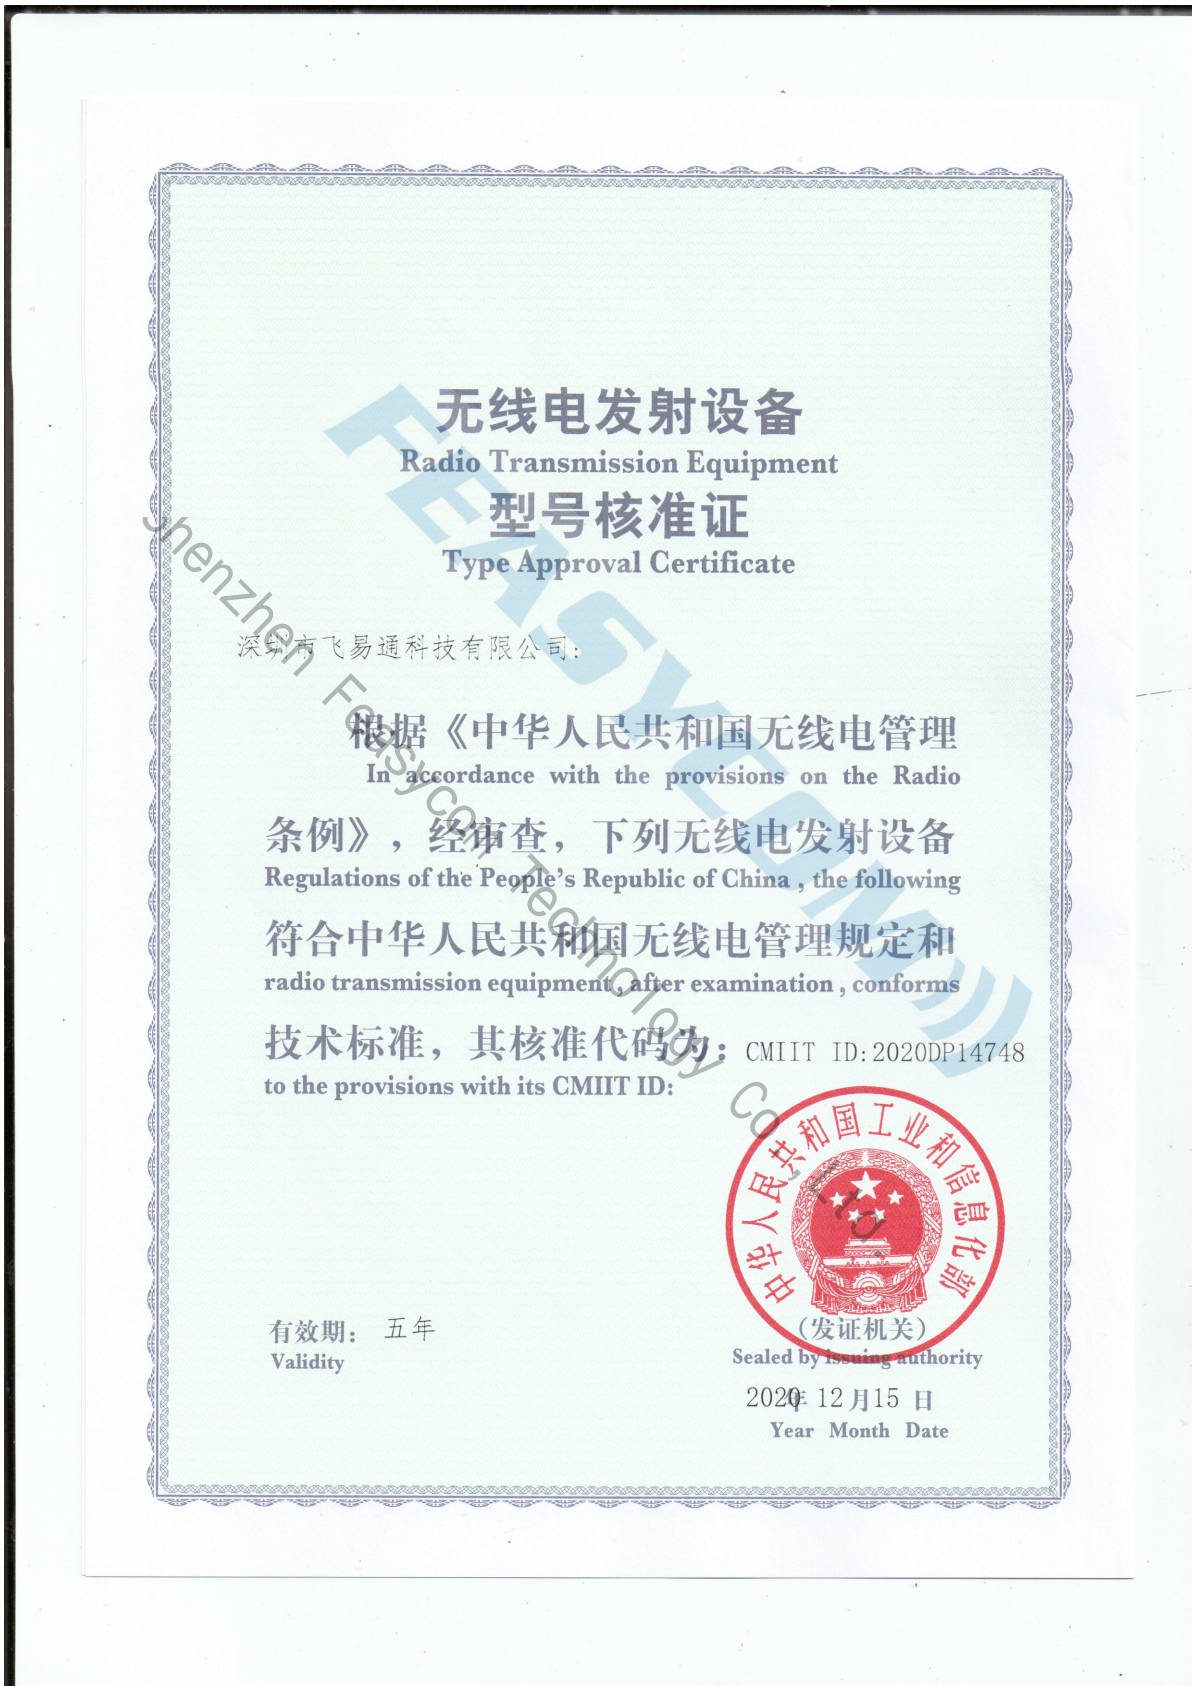 无线电发射设备
Radio Transmission Equipment
型号核准证
Type Approval Certificate
深圳市飞易通科技有限公司:
根据《中华人民共和国无线电管理
In accordance with the provisions on the Radio
条例》，经审查，下列无线电发射设备
Regulations of the People's Republic of China , the following
符合中华人民共和国无线电管理规定和
radio transmission equipment , after examination , conforms
技术标准，其核准代码为：CMIIT ID:2020DP14748
to the provisions with its CMIIT ID:
中华人民共和国工业和信息化部
有效期： 五年
Validity
（发证机关）
Sealed by issuing authority
2020年 12 月15 日
Year Month Date
FEASYCOM
Shenzhen Feasycom Technology Co.,Ltd.